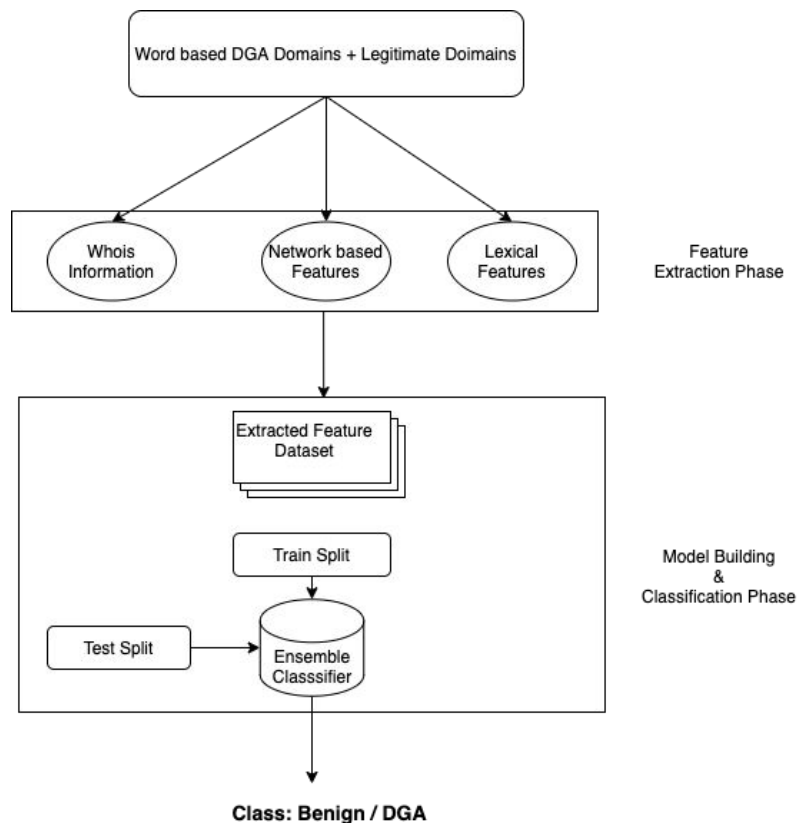 Word based DGA Domains + Legitimate Doimains
Whois
Information
Network based
Features
Lexical
Features
Feature
Extraction Phase
Extracted Feature
Dataset
Train Split
Model Building
&
Classification Phase
Test Split
Ensemble
Classsifier
Class: Benign / DGA